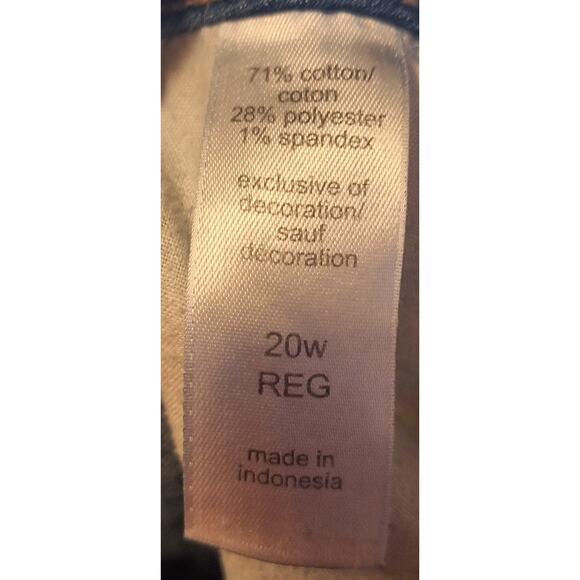 71% cotton/
coton
28% polyester
1% spandex
exclusive of
decoration/
sauf
décoration
20w
REG
made in
indonesia